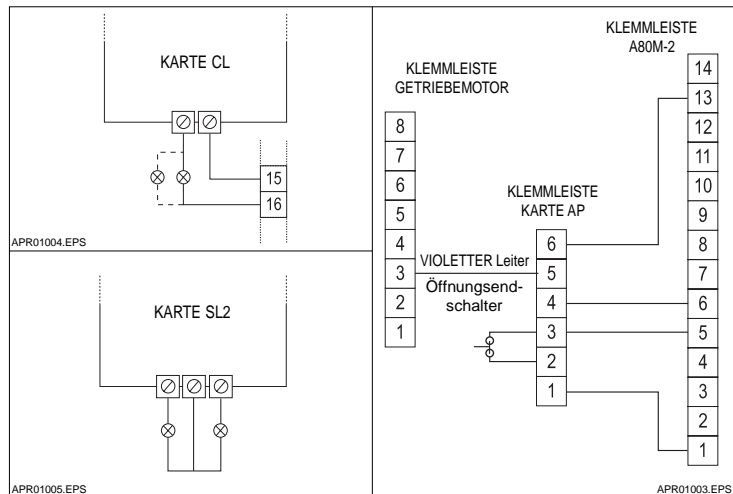 KARTE CL
15
16
APR01004.EPS
KARTE SL2
APR01005.EPS
KLEMMLEISTE
GETRIEBEMOTOR
8
7
6
5
4
3
2
1
VIOLETTER Leiter
Öffnungsend-
schalter
KLEMMLEISTE
KARTE AP
6
5
4
3
2
1
KLEMMLEISTE
A80M-2
14
13
12
11
10
9
8
7
6
5
4
3
2
1
APR01003.EPS